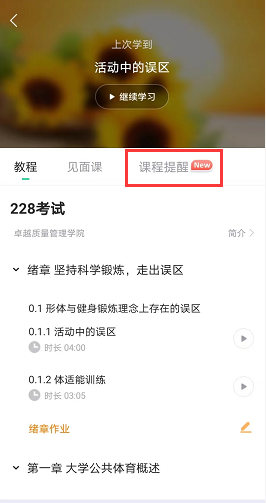 上次学到
活动中的误区
继续学习
教程 见面课 课程提醒 New
228考试
卓越质量管理学院 简介
绪章 坚持科学锻炼，走出误区
0.1 形体与健身锻炼理念上存在的误区
0.1.1 活动中的误区
时长 04:00
0.1.2 体适能训练
时长 03:05
绪章作业
第一章 大学公共体育概述